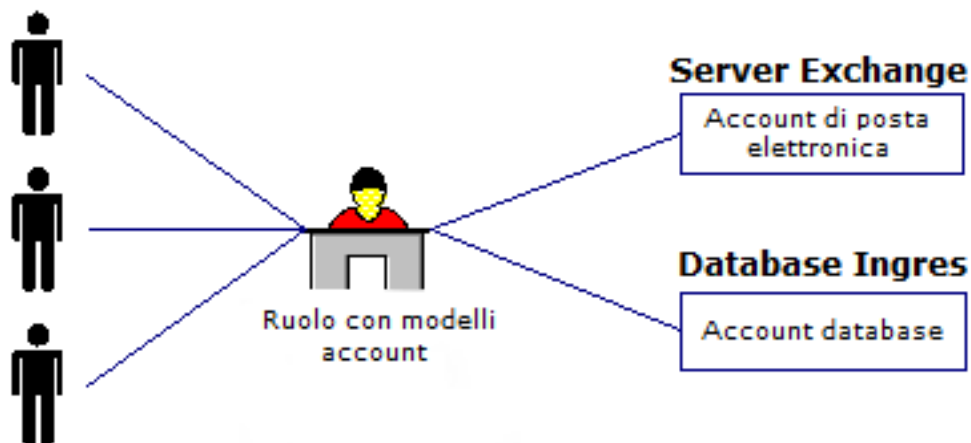 Server Exchange
Account di posta
elettronica
Database Ingres
Account database
Ruolo con modelli
account